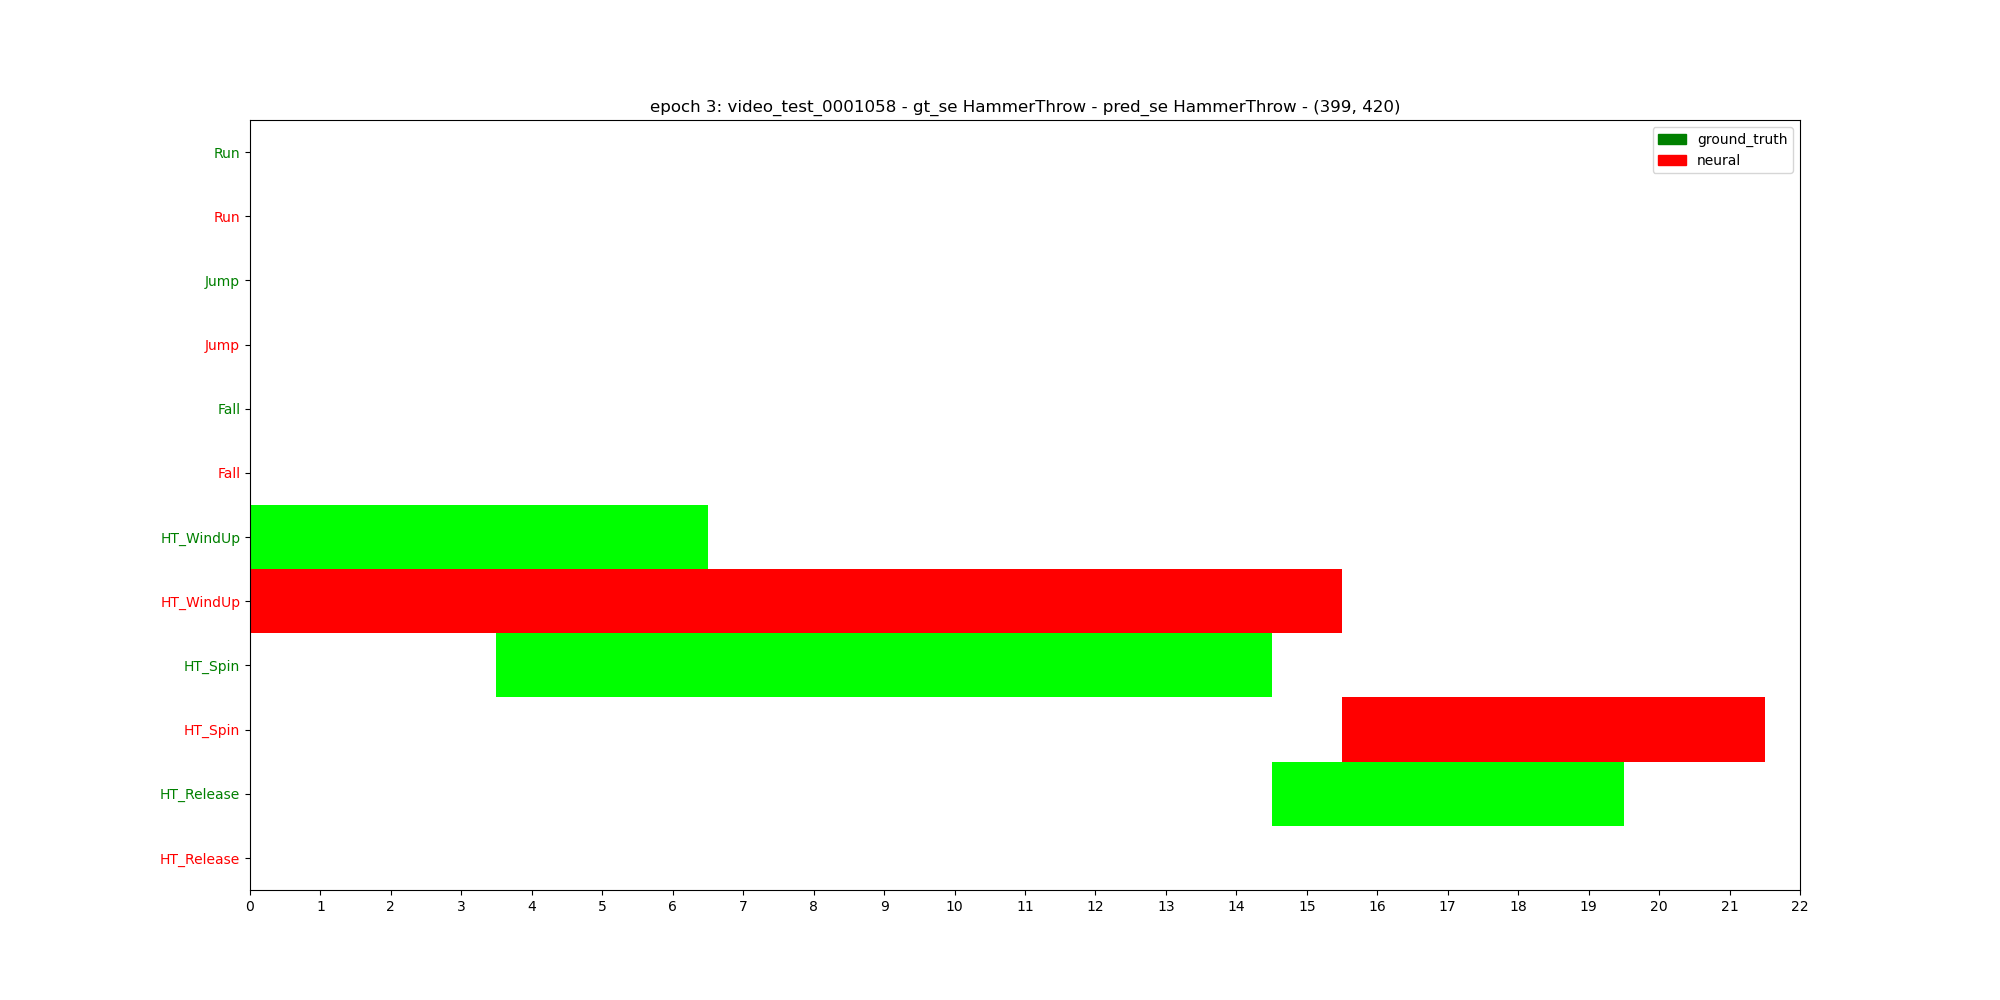 epoch 3: video_test_0001058 - gt_se HammerThrow - pred_se HammerThrow - (399, 420)
ground_truth
neural
Run
Run
Jump
Jump
Fall
Fall
HT_WindUp
HT_WindUp
HT_Spin
HT_Spin
HT_Release
HT_Release
0 1 2 3 4 5 6 7 8 9 10 11 12 13 14 15 16 17 18 19 20 21 22